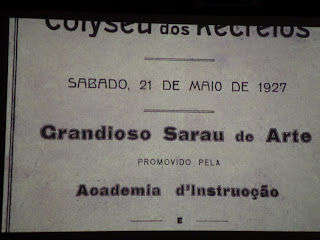 Colyseu dos Recreios
SABADO, 21 DE MAIO DE 1927
Grandioso Sarau de Arte
PROMOVIDO PELA
Academia d'Instrucção
E